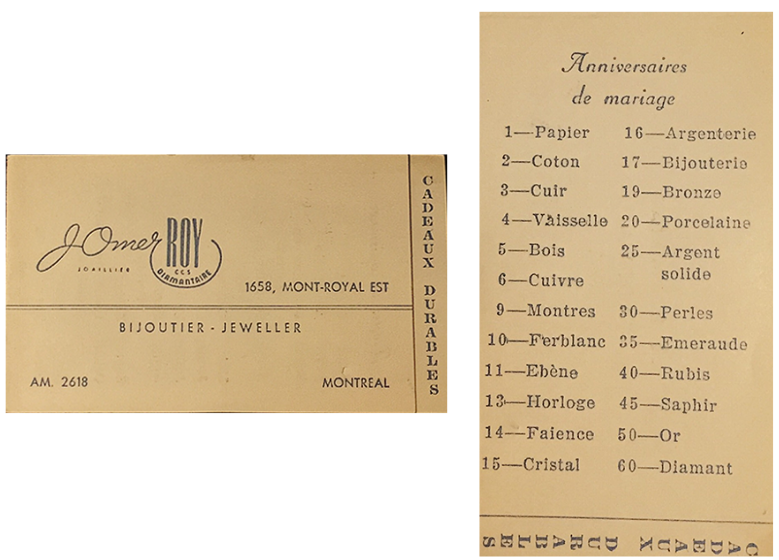 J. Omer ROY
JOAILLIER
CGS
DIAMANTAIRE
1658, MONT-ROYAL EST
BIJOUTIER - JEWELLER
AM. 2618
MONTREAL
CADEAUX DURABLES
Anniversaires
de mariage
1—Papier
2—Coton
3—Cuir
4—Vaisselle
5—Bois
6—Cuivre
9—Montres
10—Ferblanc
11—Ebène
13—Horloge
14—Faience
15—Cristal
16—Argenterie
17—Bijouterie
19—Bronze
20—Porcelaine
25—Argent
solide
30—Perles
35—Emeraude
40—Rubis
45—Saphir
50—Or
60—Diamant
CADEAUX DURABLES